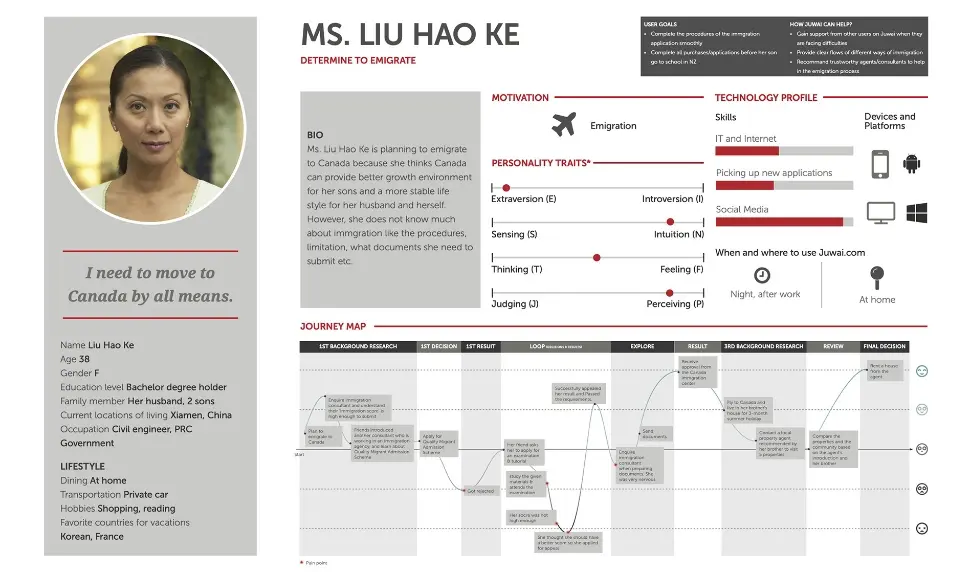 I need to move to
Canada by all means.
Name Liu Hao Ke
Age 38
Gender F
Education level Bachelor degree holder
Family member Her husband, 2 sons
Current locations of living Xiamen, China
Occupation Civil engineer, PRC
Government
LIFESTYLE
Dining At home
Transportation Private car
Hobbies Shopping, reading
Favorite countries for vacations
Korean, France
MS. LIU HAO KE
DETERMINE TO EMIGRATE
USER GOALS
• Complete the procedures of the immigration
application smoothly
• Complete all purchases/applications before her son
go to school in NZ
HOW JUWAI CAN HELP?
• Gain support from other users on Juwai when they
are facing difficulties
• Provide clear flows of different ways of immigration
• Recommand trustworthy agents/consultants to help
in the emigration process
BIO
Ms. Liu Hao Ke is planning to emigrate
to Canada because she thinks Canada
can provide better growth environment
for her sons and a more stable life
style for her husband and herself.
However, she does not know much
about immgration like the procedures,
limitation, what documents she need to
submit etc.
MOTIVATION
Emigration
PERSONALITY TRAITS*
Extraversion (E) Introversion (I)
Sensing (S) Intuition (N)
Thinking (T) Feeling (F)
Judging (J) Perceiving (P)
TECHNOLOGY PROFILE
Skills
IT and Internet
Picking up new applications
Social Media
Devices and
Platforms
When and where to use Juwai.com
Night, after work
At home
JOURNEY MAP
1ST BACKGROUND RESEARCH
1ST DECISION
1ST RESULT
LOOP
EXPLORE
RESULT
3RD BACKGROUND RESEARCH
REVIEW
FINAL DECISION
start
Plan to
emigrate to
Canada
Enquire immigration
consultant and understand
their immigration score is
high enough to submit
Friends introduced
another consultant who is
working in an immigration
agency and learn about
Quality Migrant Admission
Scheme
Apply for
Quality Migrant
Admission
Scheme
Got rejected
Her friend asks
her to apply for
an examination
& tutorial
Study the given
materials &
attends the
examination
Her score was not
high enough
She thought she should have
a better score so she applied
for appeal
Successfully appealed
her result and Passed
the requirements.
Enquire
immigration
consultant
when preparing
documents. She
was very nervous
Send
documents
Receive
approval from
the Canada
immigration
center
Fly to Canada and
live in her brother's
house for 2-month
summer holiday
Contact a local
property agent
recommended by
her brother to visit
3 properties
Compare the
properties and the
community based
on the agent's
introduction and
her brother
Rent a house
from the
agent
Pain point